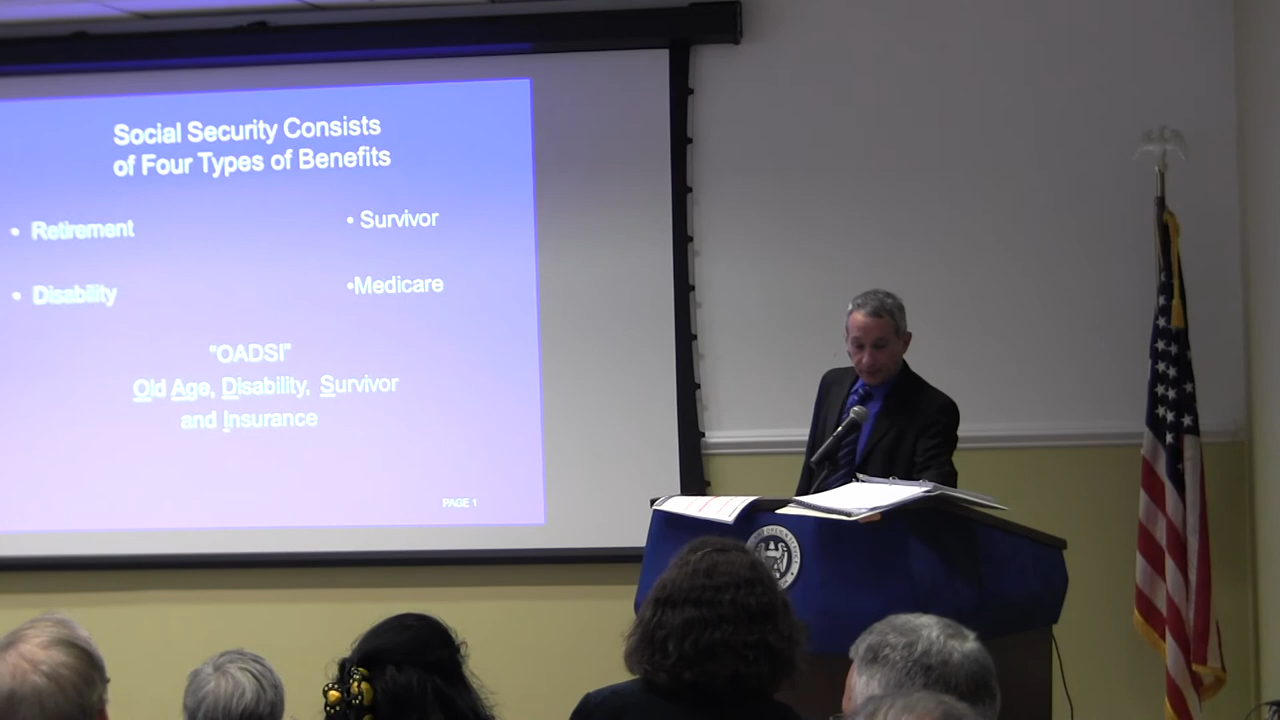 Social Security Consists
of Four Types of Benefits
• Retirement
• Survivor
• Disability
•Medicare
"OADSI"
Old Age, Disability, Survivor
and Insurance
PAGE 1